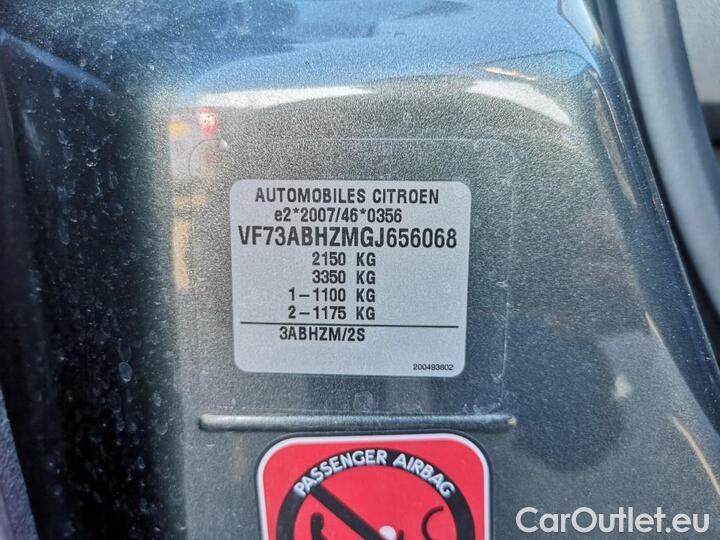 AUTOMOBILES CITROEN
e2*2007/46*0356
VF73ABHZMGJ656068
2150 KG
3350 KG
1-1100 KG
2-1175 KG
3ABHZM/2S
200493802
PASSENGER AIRBAG
CarOutlet.eu